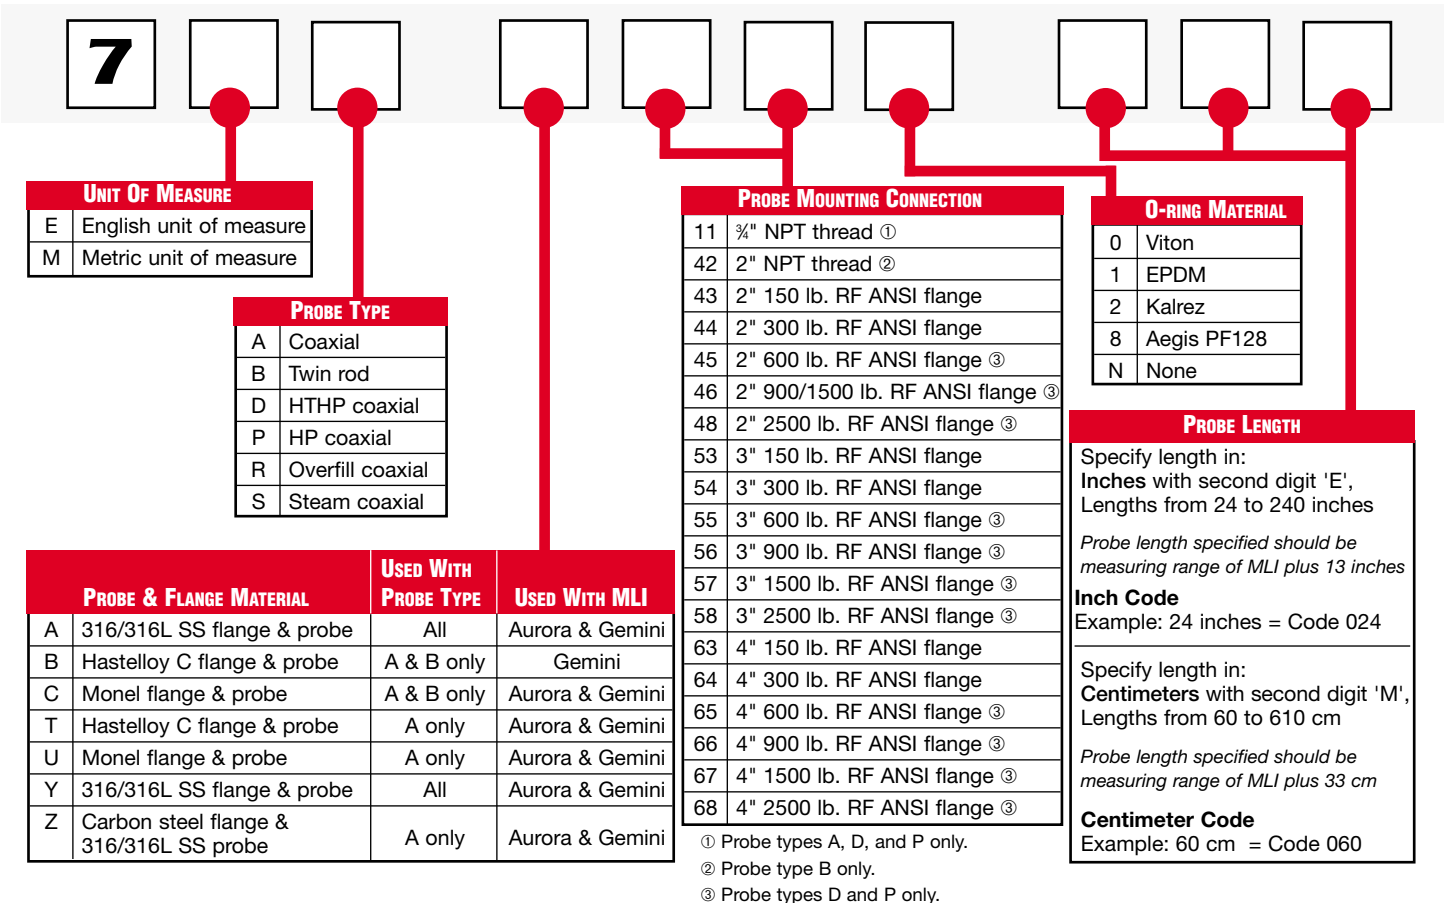 7
UNIT OF MEASURE
E English unit of measure
M Metric unit of measure
PROBE TYPE
A Coaxial
B Twin rod
D HTHP coaxial
P HP coaxial
R Overfill coaxial
S Steam coaxial
PROBE & FLANGE MATERIAL USED WITH PROBE TYPE USED WITH MLI
A 316/316L SS flange & probe All Aurora & Gemini
B Hastelloy C flange & probe A & B only Gemini
C Monel flange & probe A & B only Aurora & Gemini
T Hastelloy C flange & probe A only Aurora & Gemini
U Monel flange & probe A only Aurora & Gemini
Y 316/316L SS flange & probe All Aurora & Gemini
Z Carbon steel flange & 316/316L SS probe A only Aurora & Gemini
PROBE MOUNTING CONNECTION
11 ¾" NPT thread ①
42 2" NPT thread ②
43 2" 150 lb. RF ANSI flange
44 2" 300 lb. RF ANSI flange
45 2" 600 lb. RF ANSI flange ③
46 2" 900/1500 lb. RF ANSI flange ③
48 2" 2500 lb. RF ANSI flange ③
53 3" 150 lb. RF ANSI flange
54 3" 300 lb. RF ANSI flange
55 3" 600 lb. RF ANSI flange ③
56 3" 900 lb. RF ANSI flange ③
57 3" 1500 lb. RF ANSI flange ③
58 3" 2500 lb. RF ANSI flange ③
63 4" 150 lb. RF ANSI flange
64 4" 300 lb. RF ANSI flange
65 4" 600 lb. RF ANSI flange ③
66 4" 900 lb. RF ANSI flange ③
67 4" 1500 lb. RF ANSI flange ③
68 4" 2500 lb. RF ANSI flange ③
① Probe types A, D, and P only.
② Probe type B only.
③ Probe types D and P only.
O-RING MATERIAL
0 Viton
1 EPDM
2 Kalrez
8 Aegis PF128
N None
PROBE LENGTH
Specify length in:
Inches with second digit 'E',
Lengths from 24 to 240 inches
Probe length specified should be
measuring range of MLI plus 13 inches
Inch Code
Example: 24 inches = Code 024
Specify length in:
Centimeters with second digit 'M',
Lengths from 60 to 610 cm
Probe length specified should be
measuring range of MLI plus 33 cm
Centimeter Code
Example: 60 cm = Code 060